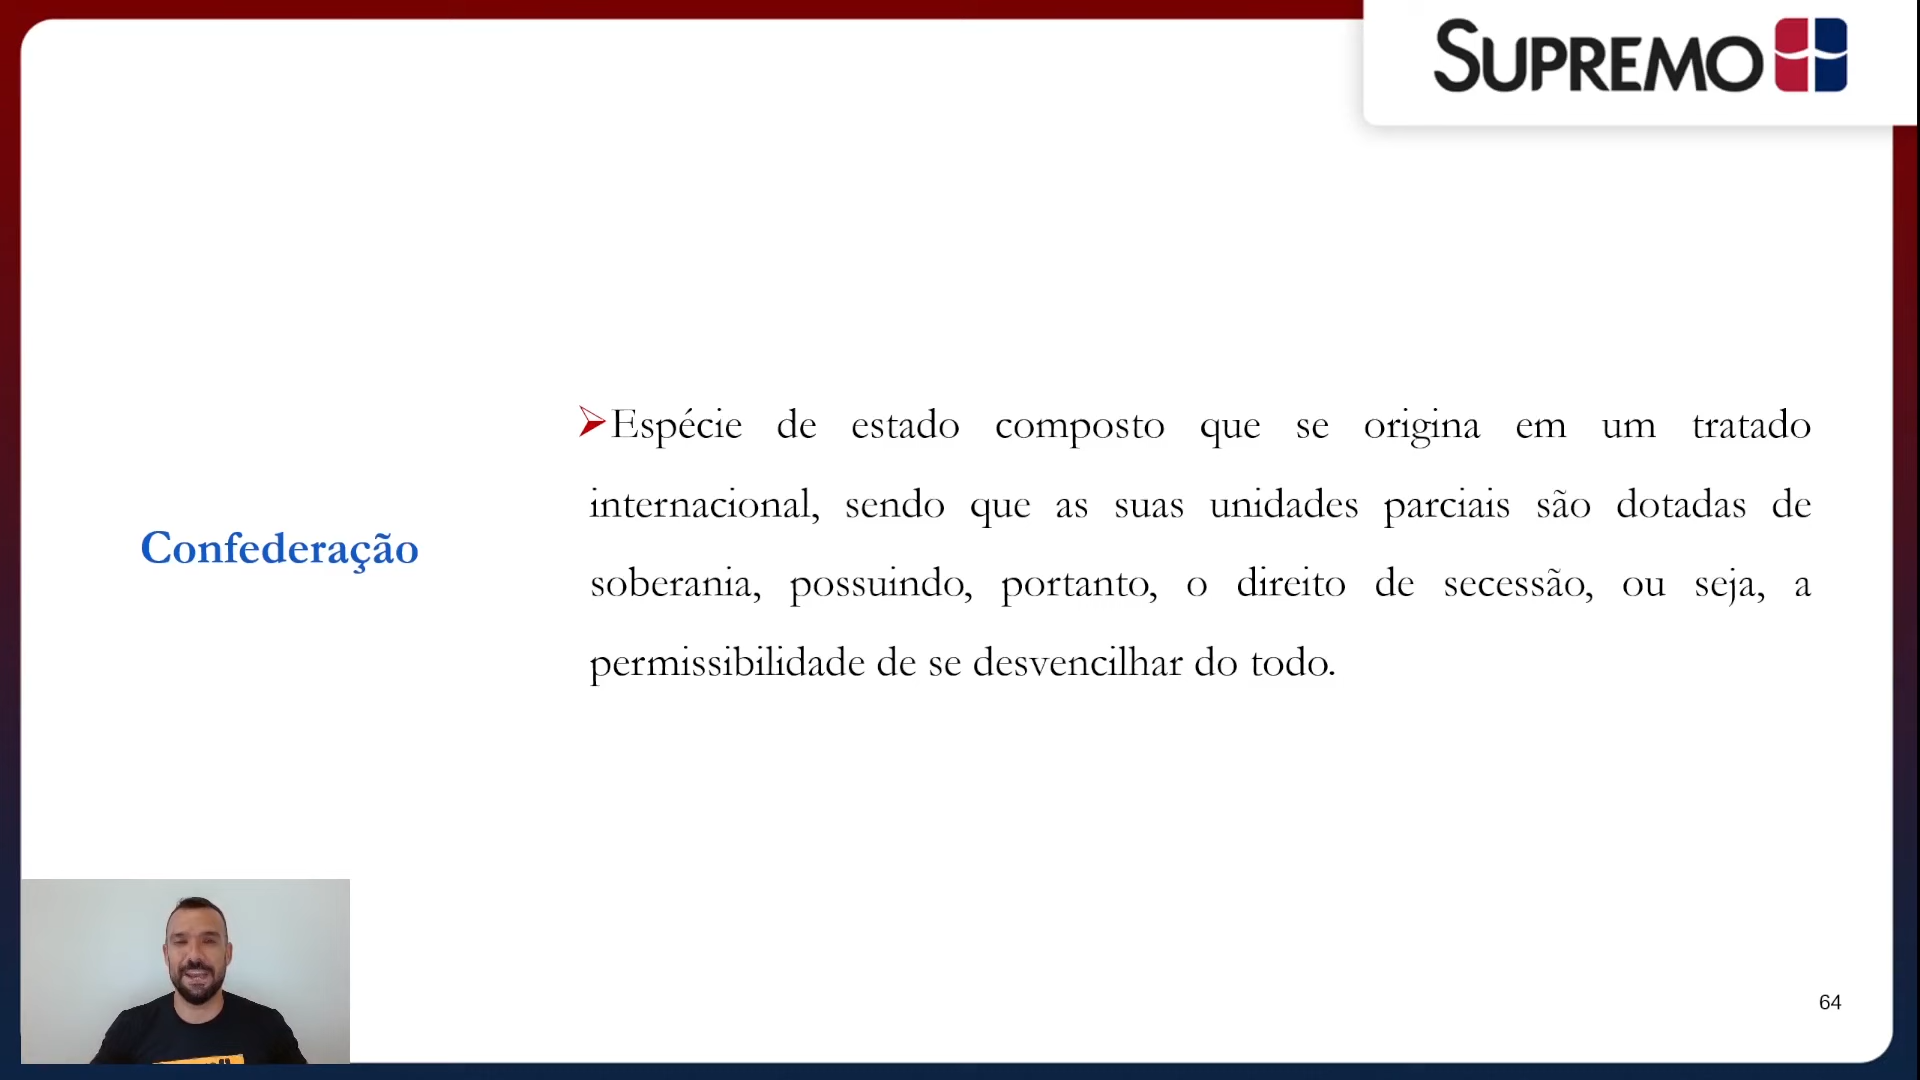 SUPREMO
Confederação
Espécie de estado composto que se origina em um tratado
internacional, sendo que as suas unidades parciais são dotadas de
soberania, possuindo, portanto, o direito de secessão, ou seja, a
permissibilidade de se desvencilhar do todo.
64